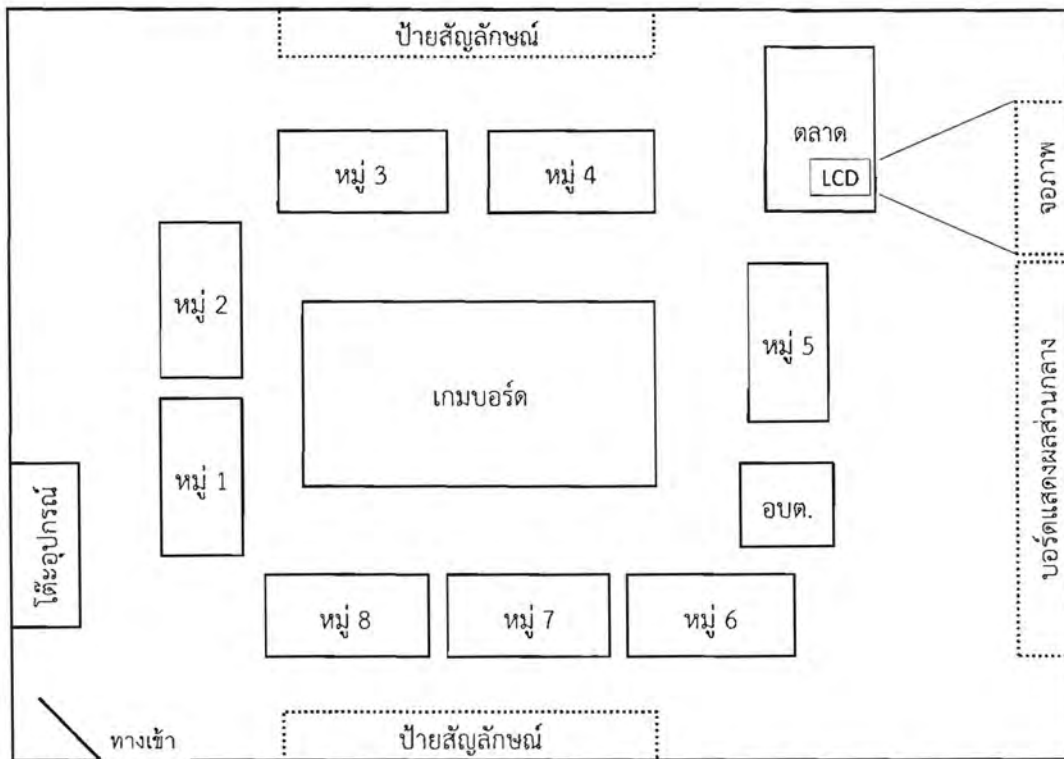 ป้ายสัญลักษณ์
ตลาด
LCD
จอภาพ
หมู่ 3
หมู่ 4
หมู่ 2
หมู่ 5
เกมบอร์ด
บอร์ดแสดงผลส่วนกลาง
หมู่ 1
อบต.
โต๊ะอุปกรณ์
หมู่ 8
หมู่ 7
หมู่ 6
ทางเข้า
ป้ายสัญลักษณ์